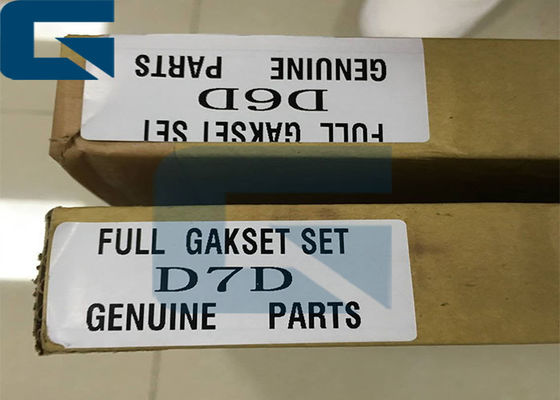 FULL GAKSET SET
D6D
GENUINE PARTS
FULL GAKSET SET
D7D
GENUINE PARTS